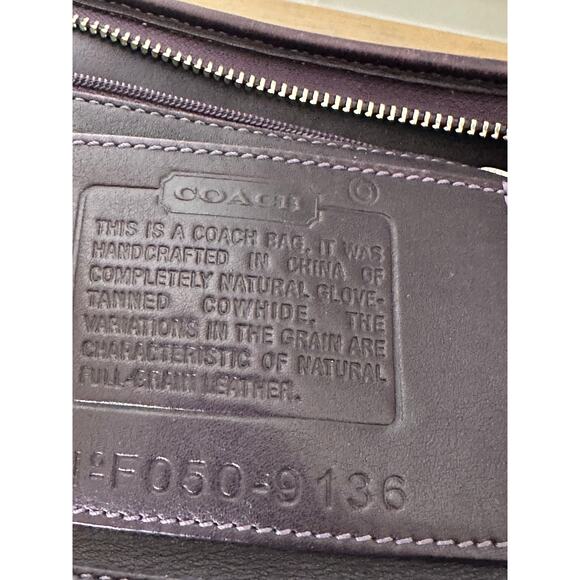 COACH
THIS IS A COACH BAG. IT WAS
HANDCRAFTED IN CHINA OF
COMPLETELY NATURAL GLOVE-
TANNED COWHIDE. THE
VARIATIONS IN THE GRAIN ARE
CHARACTERISTIC OF NATURAL
FULL-GRAIN LEATHER.
Nº F050-9136